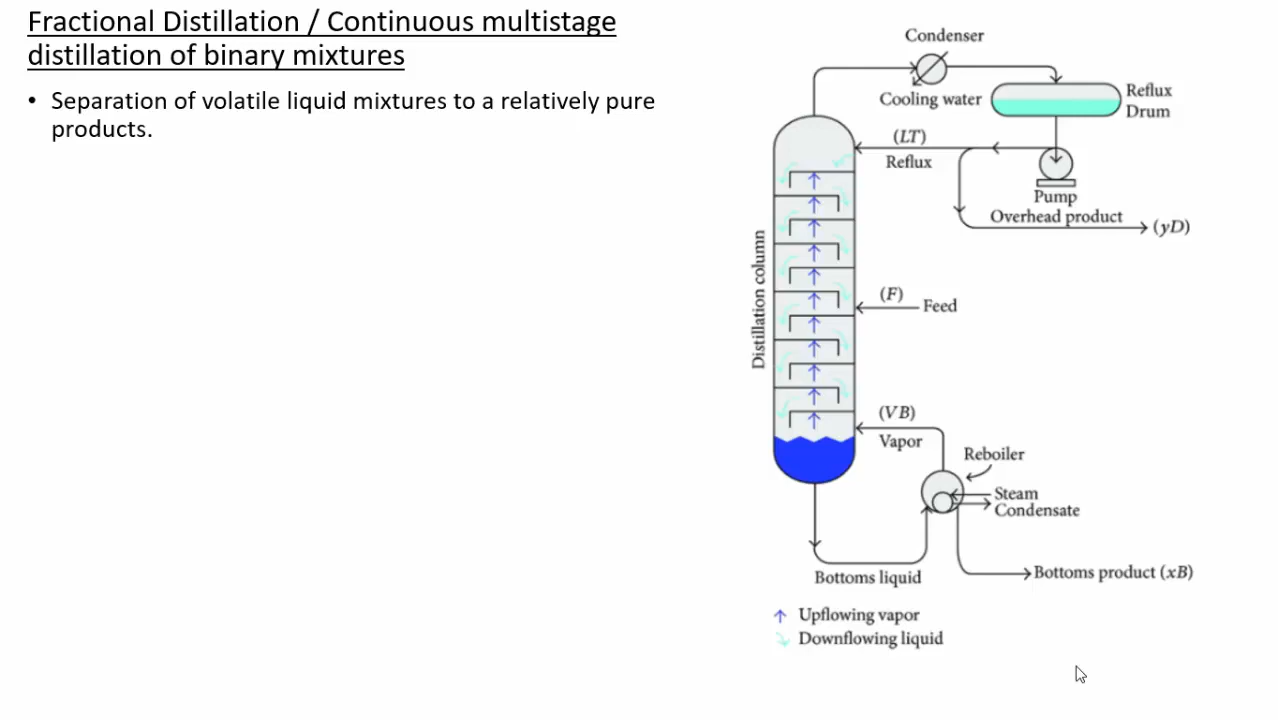 Fractional Distillation / Continuous multistage
distillation of binary mixtures
• Separation of volatile liquid mixtures to a relatively pure
products.
Condenser
Cooling water
Reflux
Drum
(LT)
Reflux
Pump
Overhead product
(yD)
Distillation column
(F)
Feed
(VB)
Vapor
Reboiler
Steam
Condensate
Bottoms liquid
Bottoms product (xB)
Upflowing vapor
Downflowing liquid